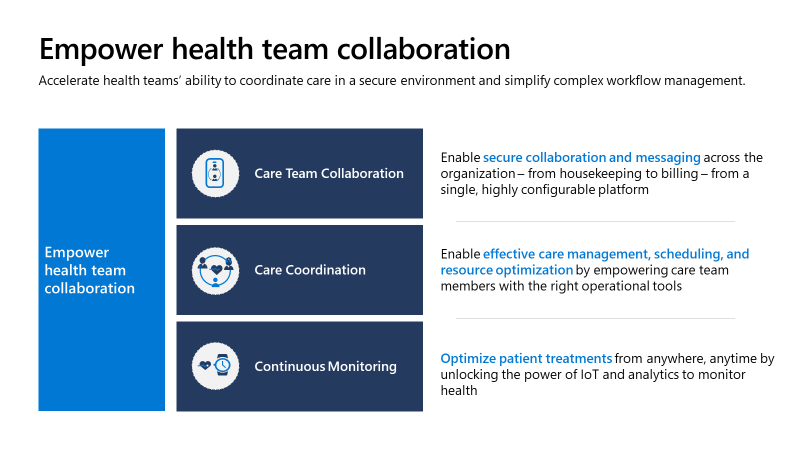 Empower health team collaboration
Accelerate health teams’ ability to coordinate care in a secure environment and simplify complex workflow management.
Empower
health team
collaboration
Care Team Collaboration
Enable secure collaboration and messaging across the
organization – from housekeeping to billing – from a
single, highly configurable platform
Care Coordination
Enable effective care management, scheduling, and
resource optimization by empowering care team
members with the right operational tools
Continuous Monitoring
Optimize patient treatments from anywhere, anytime by
unlocking the power of IoT and analytics to monitor
health